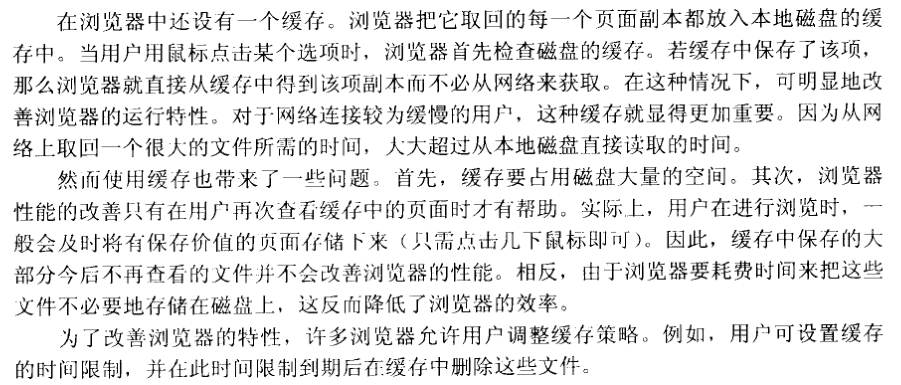 在浏览器中还设有一个缓存。浏览器把它取回的每一个页面副本都放入本地磁盘的缓
存中。当用户用鼠标点击某个选项时，浏览器首先检查磁盘的缓存。若缓存中保存了该项，
那么浏览器就直接从缓存中得到该项副本而不必从网络来获取。在这种情况下，可明显地改
善浏览器的运行特性。对于网络连接较为缓慢的用户，这种缓存就显得更加重要。因为从网
络上取回一个很大的文件所需的时间，大大超过从本地磁盘直接读取的时间。
然而使用缓存也带来了一些问题。首先，缓存要占用磁盘大量的空间。其次，浏览器
性能的改善只有在用户再次查看缓存中的页面时才有帮助。实际上，用户在进行浏览时，一
般会及时将有保存价值的页面存储下来（只需点击几下鼠标即可）。因此，缓存中保存的大
部分今后不再查看的文件并不会改善浏览器的性能。相反，由于浏览器要耗费时间来把这些
文件不必要地存储在磁盘上，这反而降低了浏览器的效率。
为了改善浏览器的特性，许多浏览器允许用户调整缓存策略。例如，用户可设置缓存
的时间限制，并在此时间限制到期后在缓存中删除这些文件。